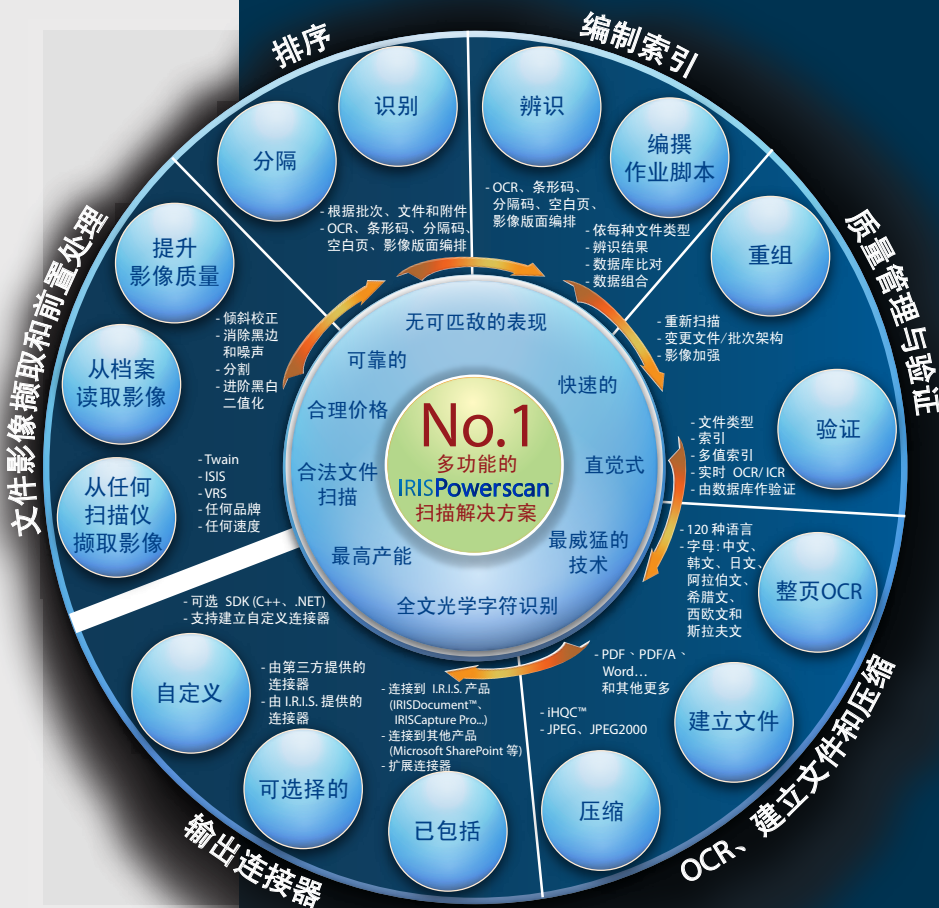 文件影像撷取和前置处理
从任何
扫描仪
撷取影像
- Twain
- ISIS
- VRS
- 任何品牌
- 任何速度
从档案
读取影像
提升
影像质量
- 倾斜校正
- 消除黑边
和噪声
- 分割
- 进阶黑白
二值化
排序
分隔
识别
- 根据批次、文件和附件
- OCR、条形码、分隔码、
空白页、影像版面编排
编制索引
辨识
- OCR、条形码、
分隔码、空白页、
影像版面编排
编撰
作业脚本
- 依每种文件类型
- 辨识结果
- 数据库比对
- 数据组合
质量管理与验证
重组
- 重新扫描
- 变更文件/批次架构
- 影像加强
验证
- 文件类型
- 索引
- 多值索引
- 实时 OCR/ ICR
- 由数据库作验证
OCR、建立文件和压缩
整页OCR
- 120 种语言
- 字母: 中文、
韩文、日文、
阿拉伯文、
希腊文、
西欧文和
斯拉夫文
建立文件
- PDF、PDF/A、
Word...
和其他更多
压缩
- iHQC™
- JPEG、JPEG2000
输出连接器
已包括
- 连接到 I.R.I.S. 产品
(IRISDocument™、
IRISCapture Pro...)
- 连接到其他产品
(Microsoft SharePoint 等)
- 扩展连接器
可选择的
- 由第三方提供的
连接器
- 由 I.R.I.S. 提供的
连接器
自定义
- 可选 SDK (C++、.NET)
- 支持建立自定义连接器
无可匹敌的表现
可靠的
快速的
合理价格
直觉式
合法文件
扫描
最威猛的
技术
最高产能
全文光学字符识别
No.1
多功能的
IRISPowerscan™
扫描解决方案